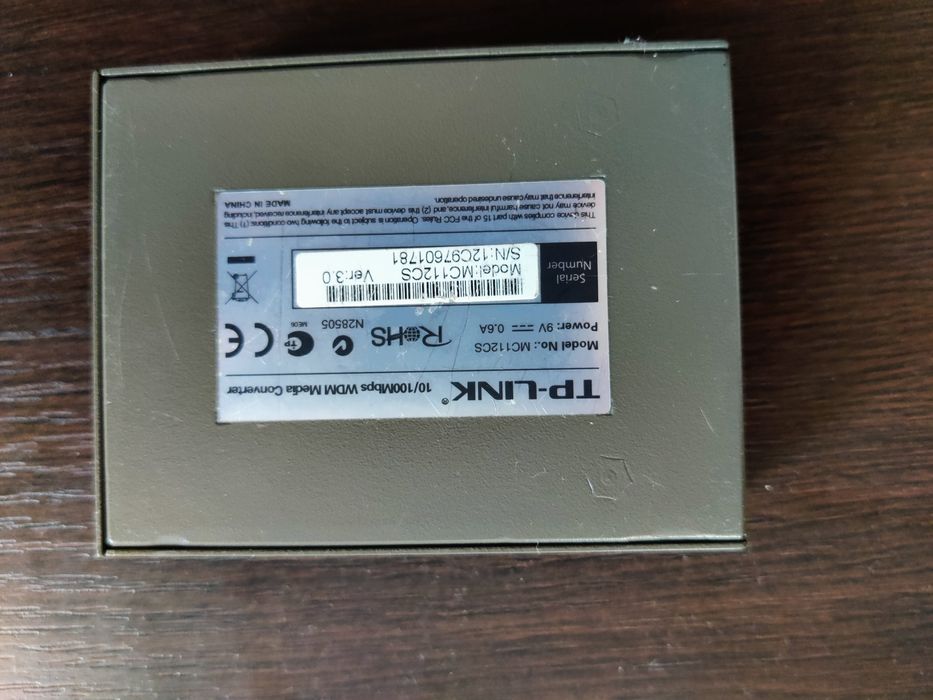 TP-LINK® 10/100Mbps WDM Media Converter
Model No.: MC112CS
Power: 9V ⎓ 0.6A
RoHS
N28505
TP
ME06
CE
Serial Number
Model:MC112CS Ver:3.0
S/N:12C97601781
This device complies with part 15 of the FCC Rules. Operation is subject to the following two conditions: (1) This
device may not cause harmful interference, and (2) this device must accept any interference received, including
interference that may cause undesired operation.
MADE IN CHINA